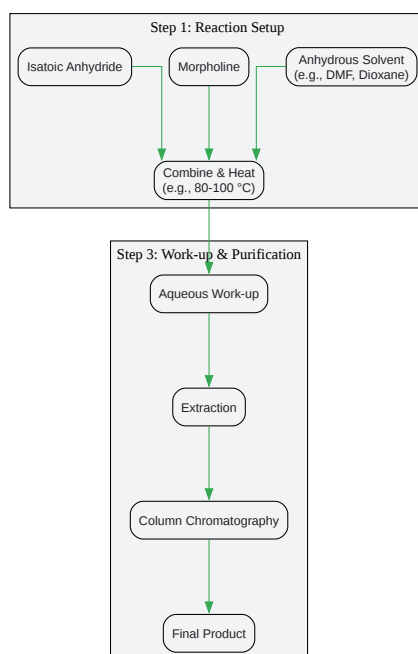 Step 1: Reaction Setup
Isatoic Anhydride
Morpholine
Anhydrous Solvent
(e.g., DMF, Dioxane)
Combine & Heat
(e.g., 80-100 °C)
Step 3: Work-up & Purification
Aqueous Work-up
Extraction
Column Chromatography
Final Product